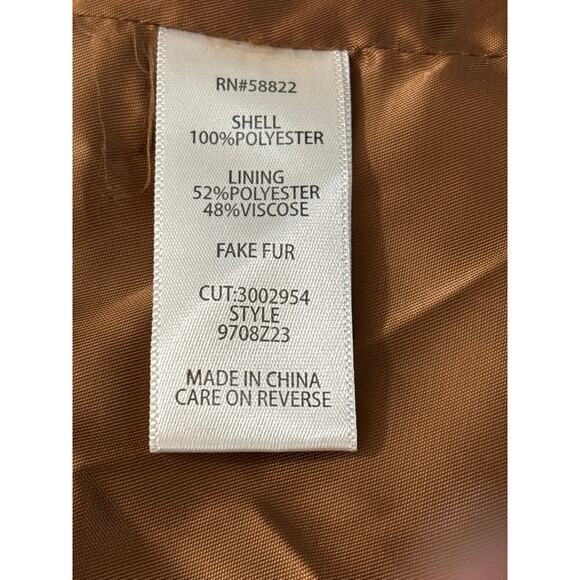 RN#58822
SHELL
100%POLYESTER
LINING
52%POLYESTER
48%VISCOSE
FAKE FUR
CUT:3002954
STYLE
9708Z23
MADE IN CHINA
CARE ON REVERSE